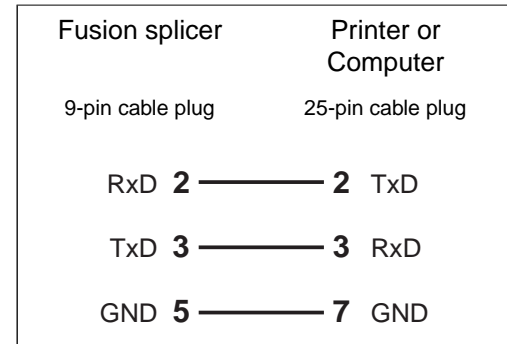 Fusion splicer Printer or
Computer
9-pin cable plug 25-pin cable plug
RxD 2 2 TxD
TxD 3 3 RxD
GND 5 7 GND